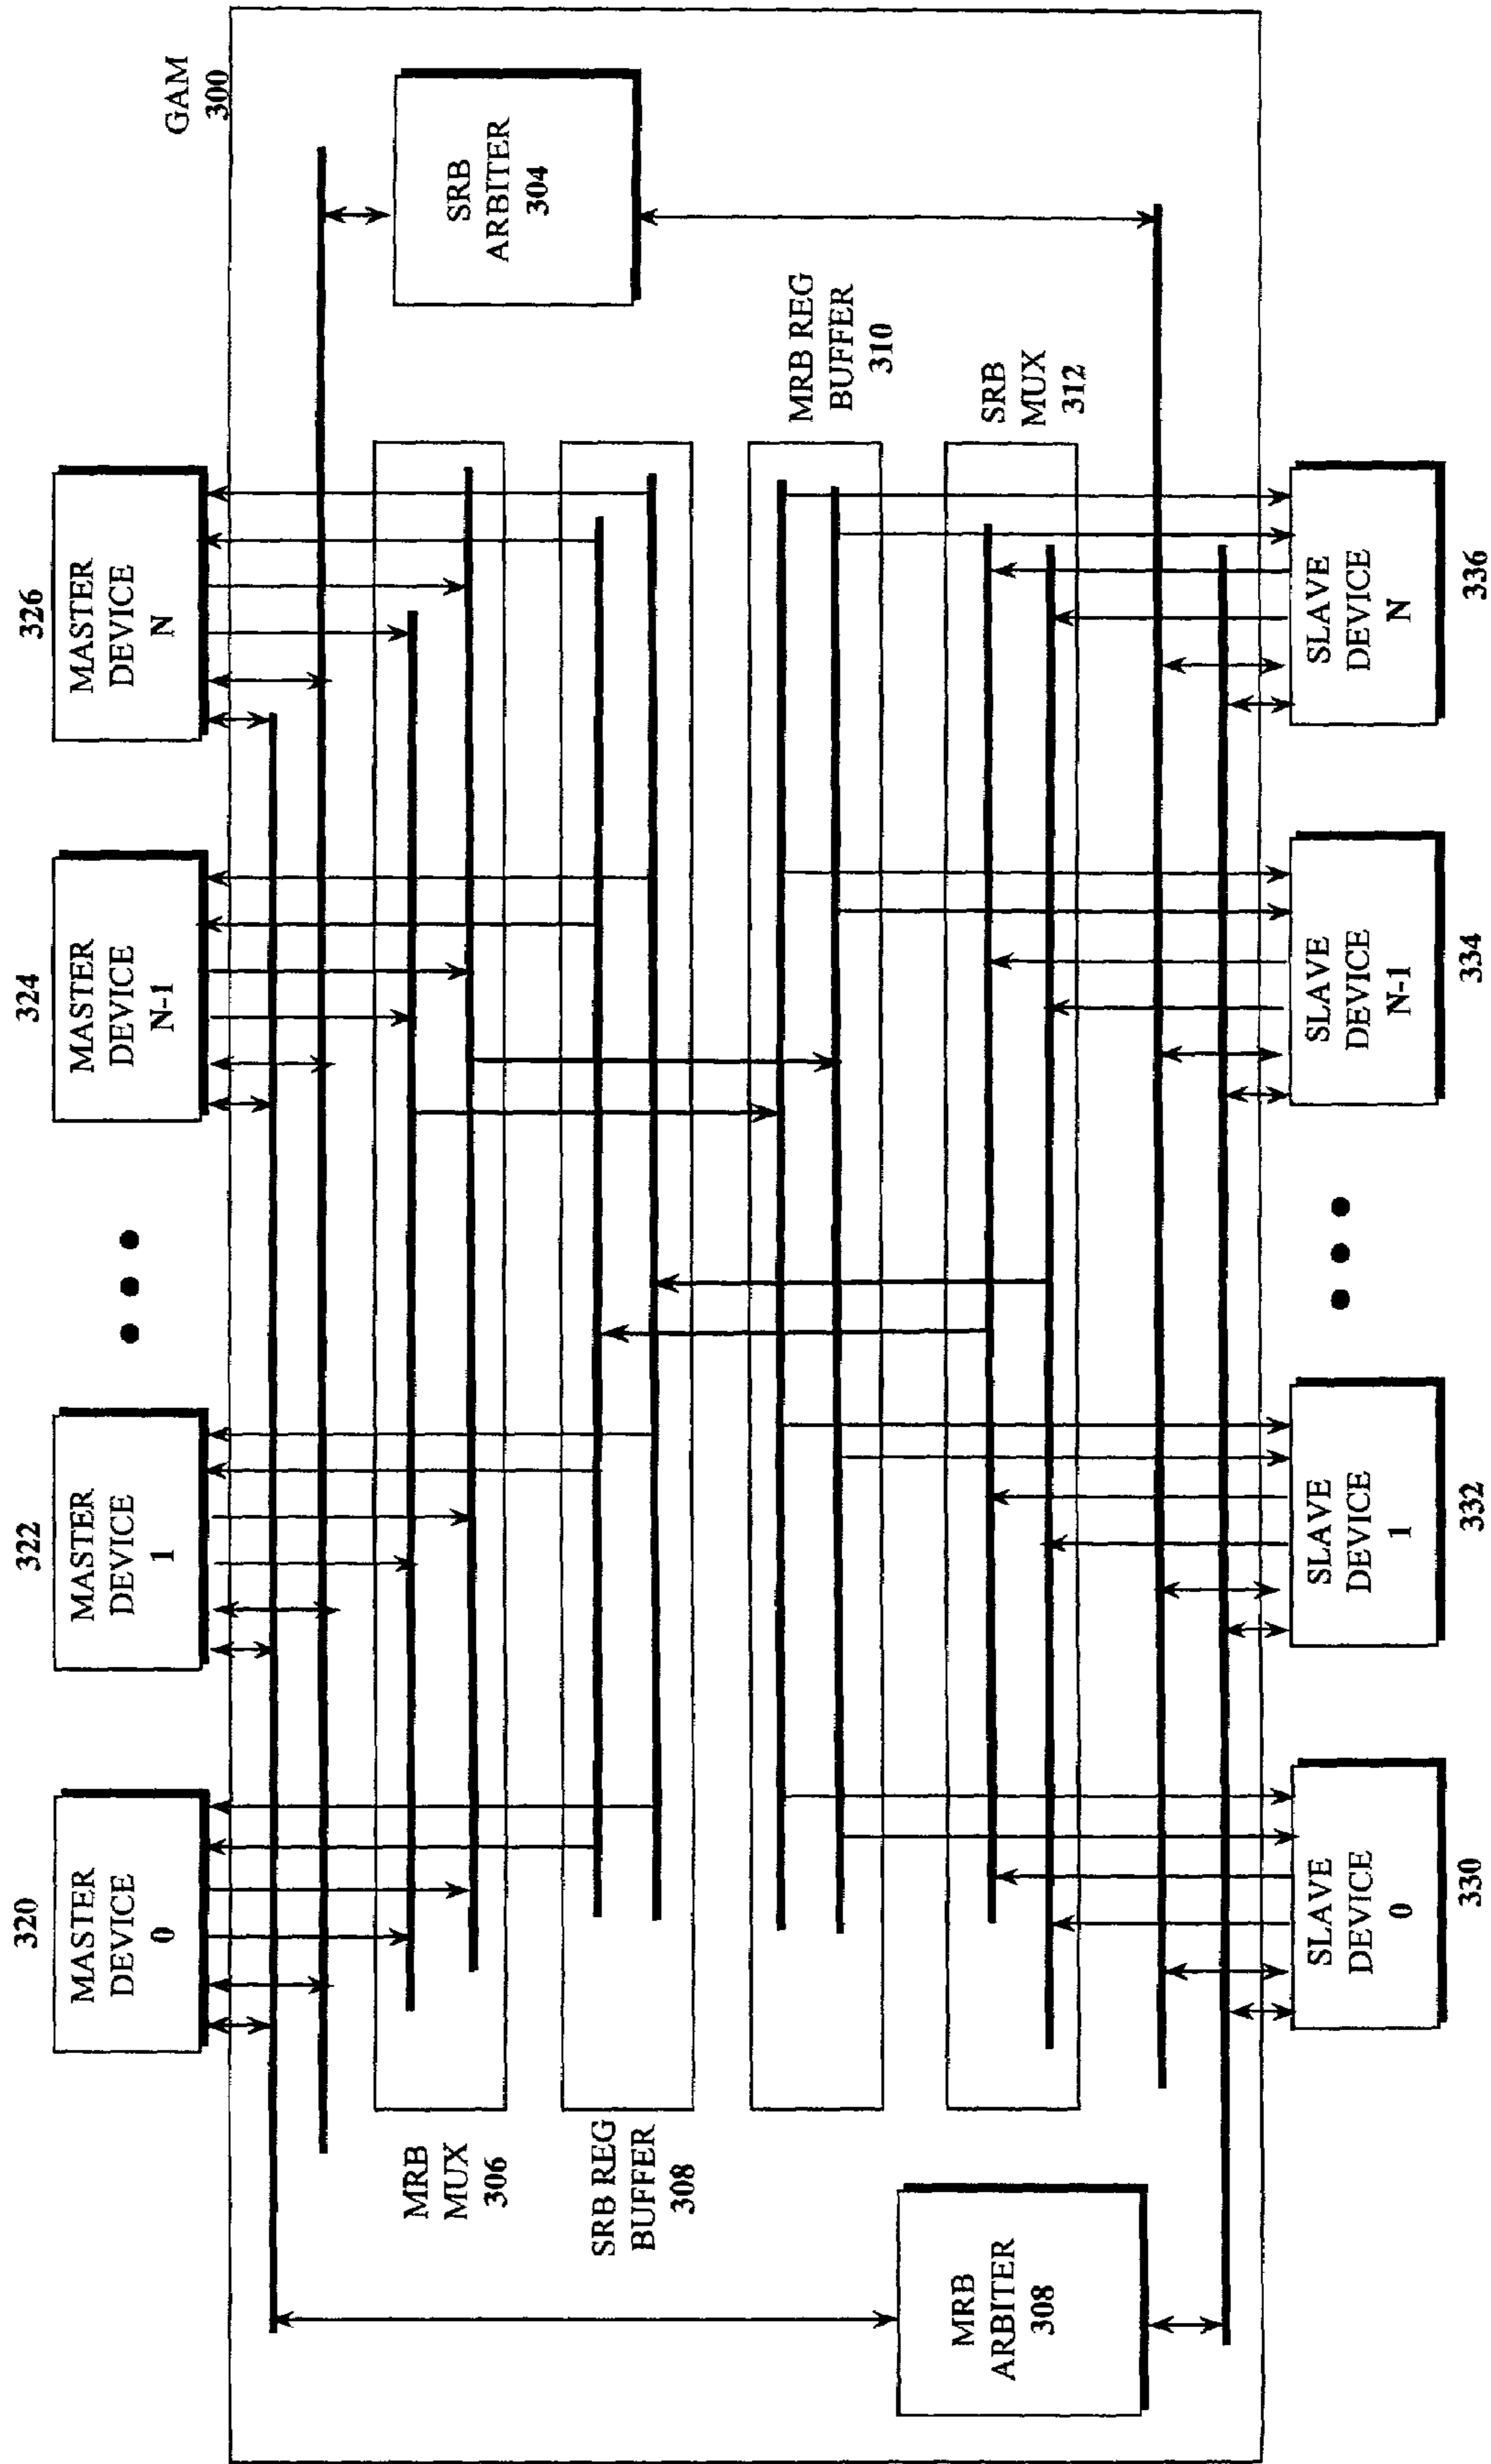 320
MASTER
DEVICE
0
322
MASTER
DEVICE
1
324
MASTER
DEVICE
N-1
326
MASTER
DEVICE
N
GAM
300
MRB
MUX
306
SRB REG
BUFFER
308
MRB
ARBITER
308
SRB
ARBITER
304
MRB REG
BUFFER
310
SRB
MUX
312
SLAVE
DEVICE
0
330
SLAVE
DEVICE
1
332
SLAVE
DEVICE
N-1
334
SLAVE
DEVICE
N
336